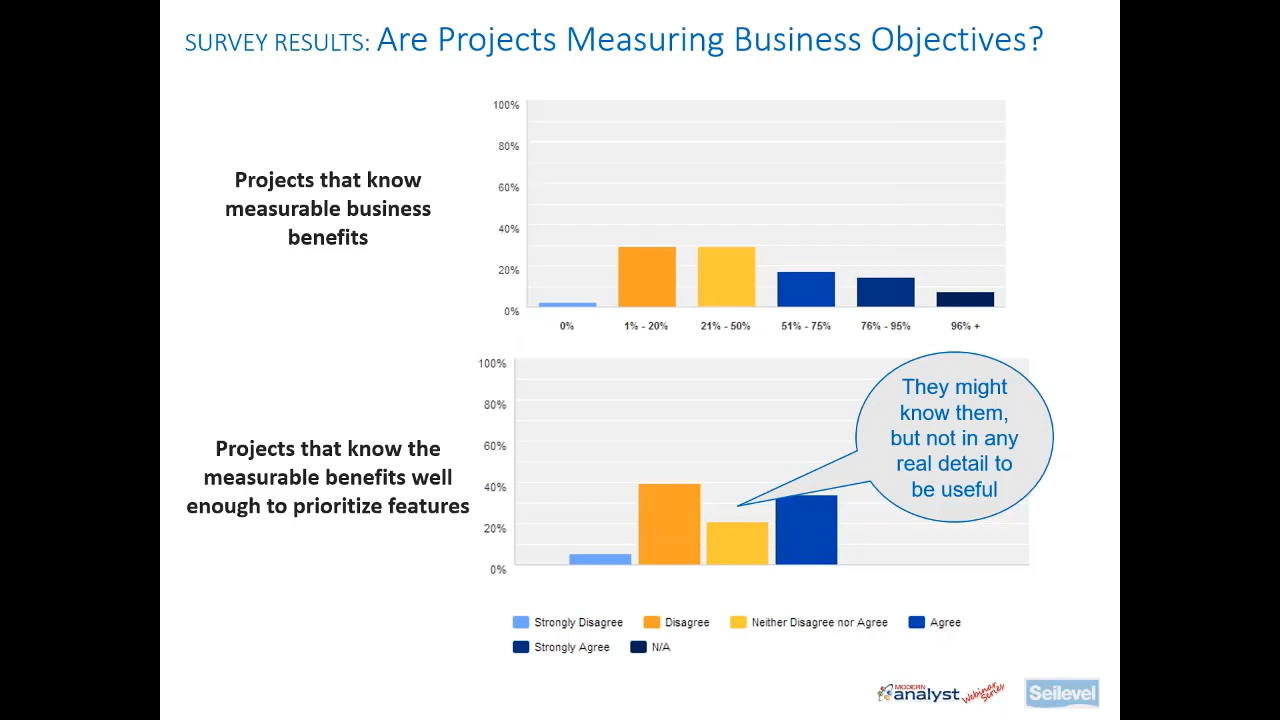 SURVEY RESULTS: Are Projects Measuring Business Objectives?
Projects that know
measurable business
benefits
100%
80%
60%
40%
20%
0%
0% 1% - 20% 21% - 50% 51% - 75% 76% - 95% 96% +
Projects that know the
measurable benefits well
enough to prioritize features
100%
80%
60%
40%
20%
0%
They might
know them,
but not in any
real detail to
be useful
Strongly Disagree Disagree Neither Disagree nor Agree Agree
Strongly Agree N/A
MODERN
analyst Webinar
Series
Seilevel